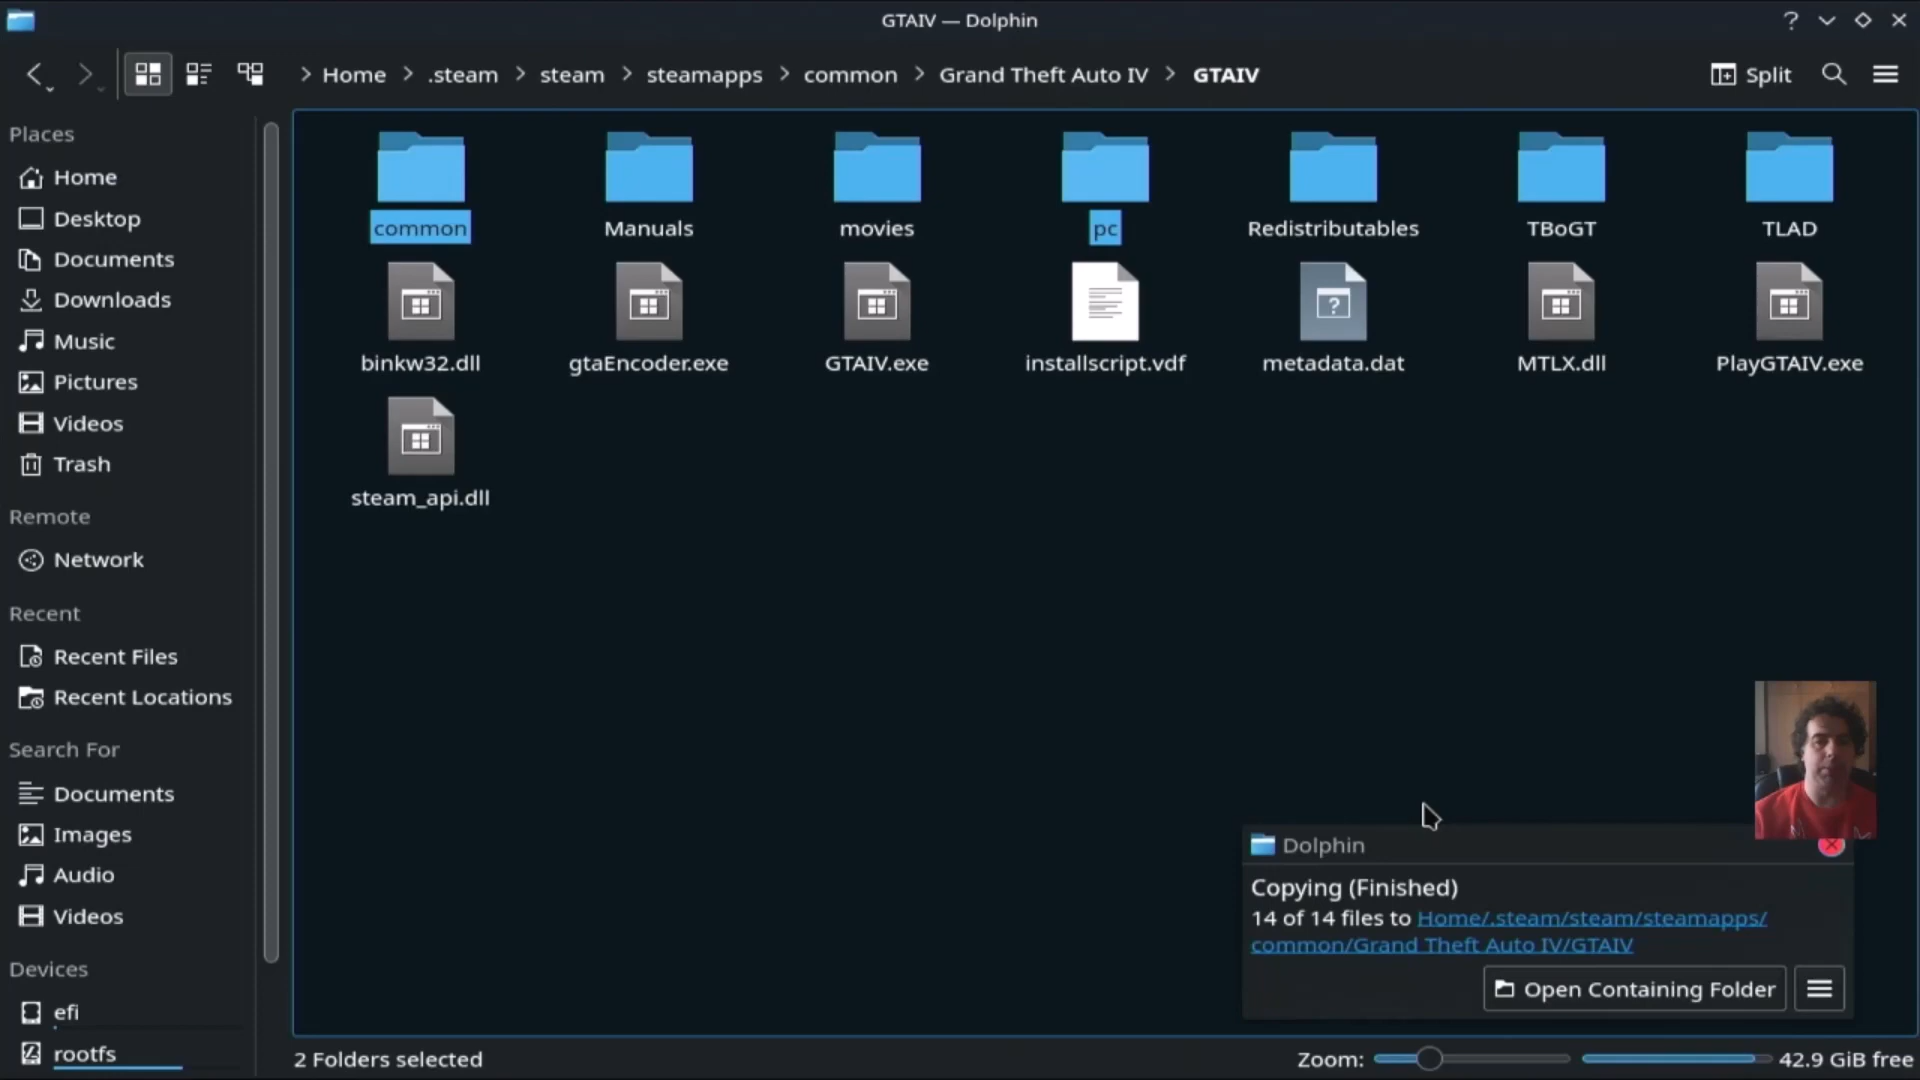 GTAIV — Dolphin
Home > .steam > steam > steamapps > common > Grand Theft Auto IV > GTAIV
Split
Places
Home
Desktop
Documents
Downloads
Music
Pictures
Videos
Trash
Remote
Network
Recent
Recent Files
Recent Locations
Search For
Documents
Images
Audio
Videos
Devices
efi
rootfs
common Manuals movies pc Redistributables TBoGT TLAD
binkw32.dll gtaEncoder.exe GTAIV.exe installscript.vdf metadata.dat MTLX.dll PlayGTAIV.exe
steam_api.dll
Dolphin
Copying (Finished)
14 of 14 files to Home/.steam/steam/steamapps/
common/Grand Theft Auto IV/GTAIV
Open Containing Folder
2 Folders selected
Zoom:
42.9 GiB free